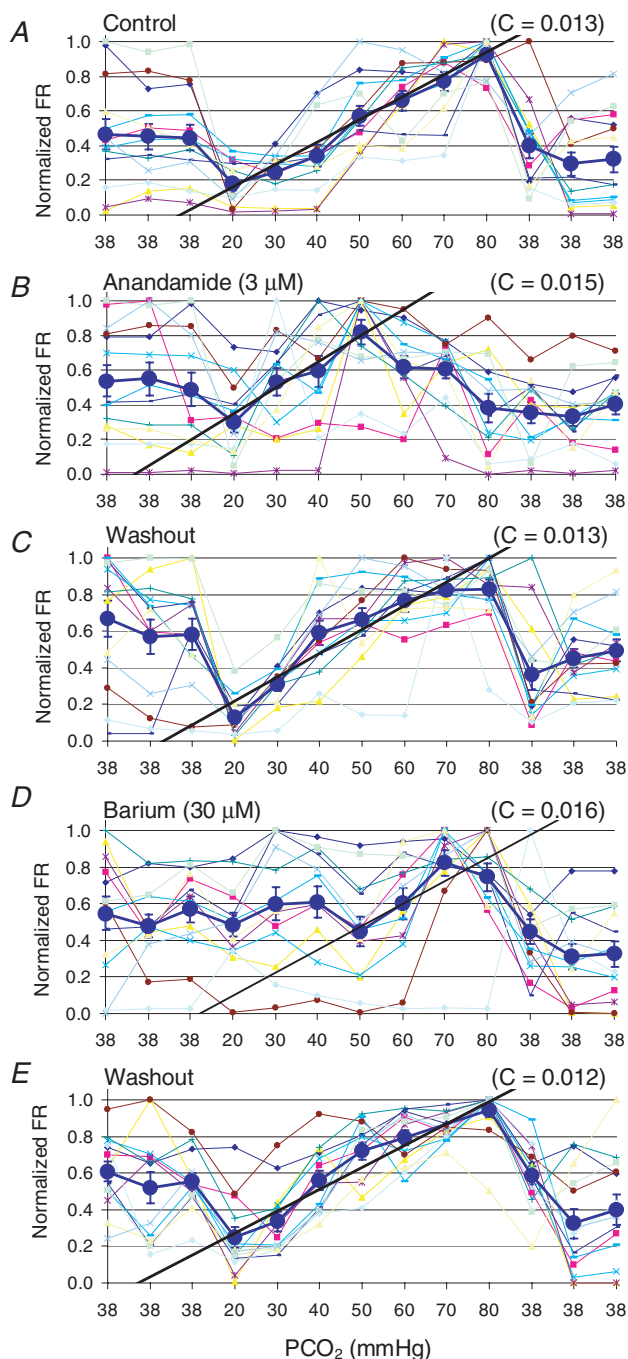 A Control (C = 0.013)
Normalized FR
1.0
0.8
0.6
0.4
0.2
0.0
38 38 38 20 30 40 50 60 70 80 38 38 38
B Anandamide (3 μM) (C = 0.015)
Normalized FR
1.0
0.8
0.6
0.4
0.2
0.0
38 38 38 20 30 40 50 60 70 80 38 38 38
C Washout (C = 0.013)
Normalized FR
1.0
0.8
0.6
0.4
0.2
0.0
38 38 38 20 30 40 50 60 70 80 38 38 38
D Barium (30 μM) (C = 0.016)
Normalized FR
1.0
0.8
0.6
0.4
0.2
0.0
38 38 38 20 30 40 50 60 70 80 38 38 38
E Washout (C = 0.012)
Normalized FR
1.0
0.8
0.6
0.4
0.2
0.0
38 38 38 20 30 40 50 60 70 80 38 38 38
PCO₂ (mmHg)